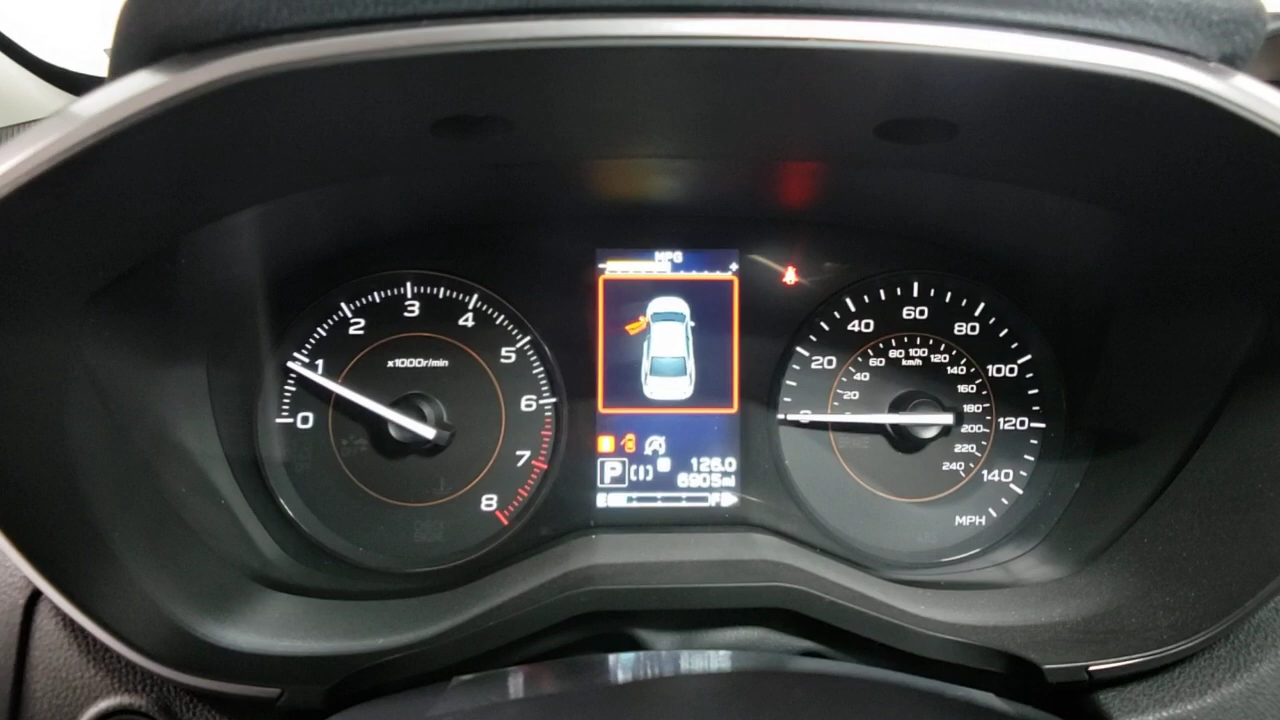 MPG
- +
0 1 2 3 4 5 6 7 8
x1000r/min
P
126.0
6905mi
E F
0 20 40 60 80 100 120 140
MPH
20 40 60 80 100 120 140 160 180 200 220 240
km/h